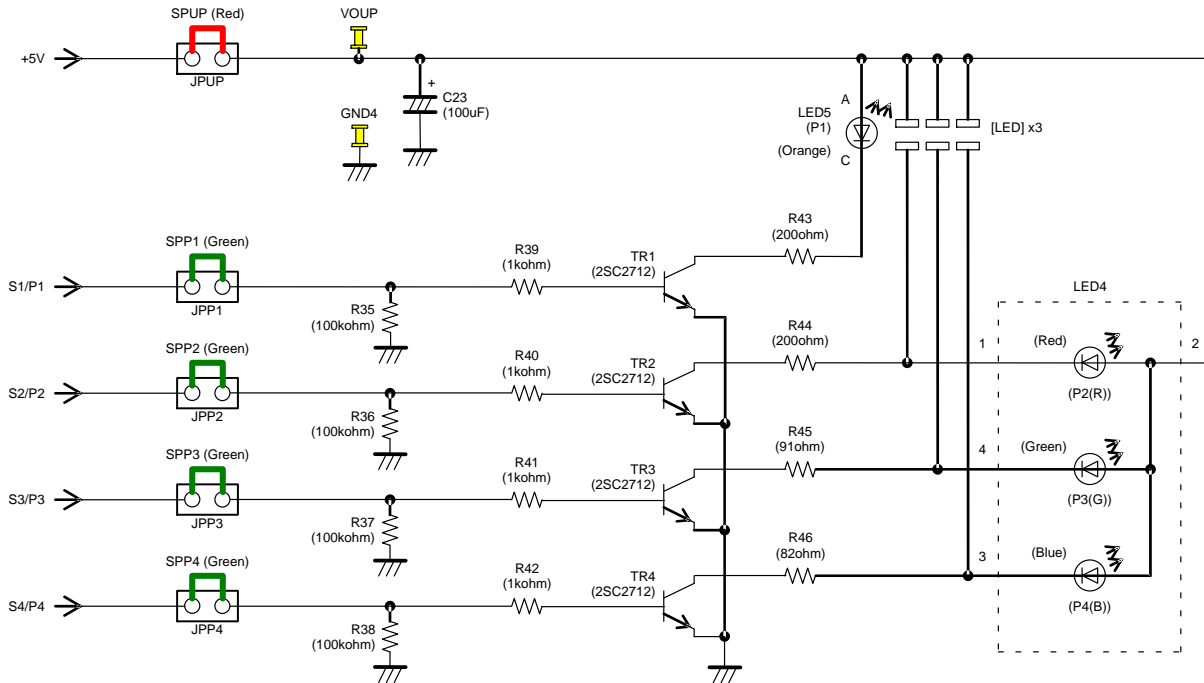 SPUP (Red)
VOUP
+5V
JPUP
+
C23
(100uF)
GND4
A
LED5
(P1)
(Orange)
C
[LED] x3
R43
(200ohm)
SPP1 (Green)
R39
(1kohm)
TR1
(2SC2712)
S1/P1
JPP1
R35
(100kohm)
LED4
R44
(200ohm)
1
(Red)
2
SPP2 (Green)
R40
(1kohm)
TR2
(2SC2712)
(P2(R))
S2/P2
JPP2
R36
(100kohm)
R45
(91ohm)
4
(Green)
SPP3 (Green)
R41
(1kohm)
TR3
(2SC2712)
S3/P3
JPP3
(P3(G))
R37
(100kohm)
R46
(82ohm)
3
(Blue)
SPP4 (Green)
R42
(1kohm)
TR4
(2SC2712)
S4/P4
JPP4
(P4(B))
R38
(100kohm)